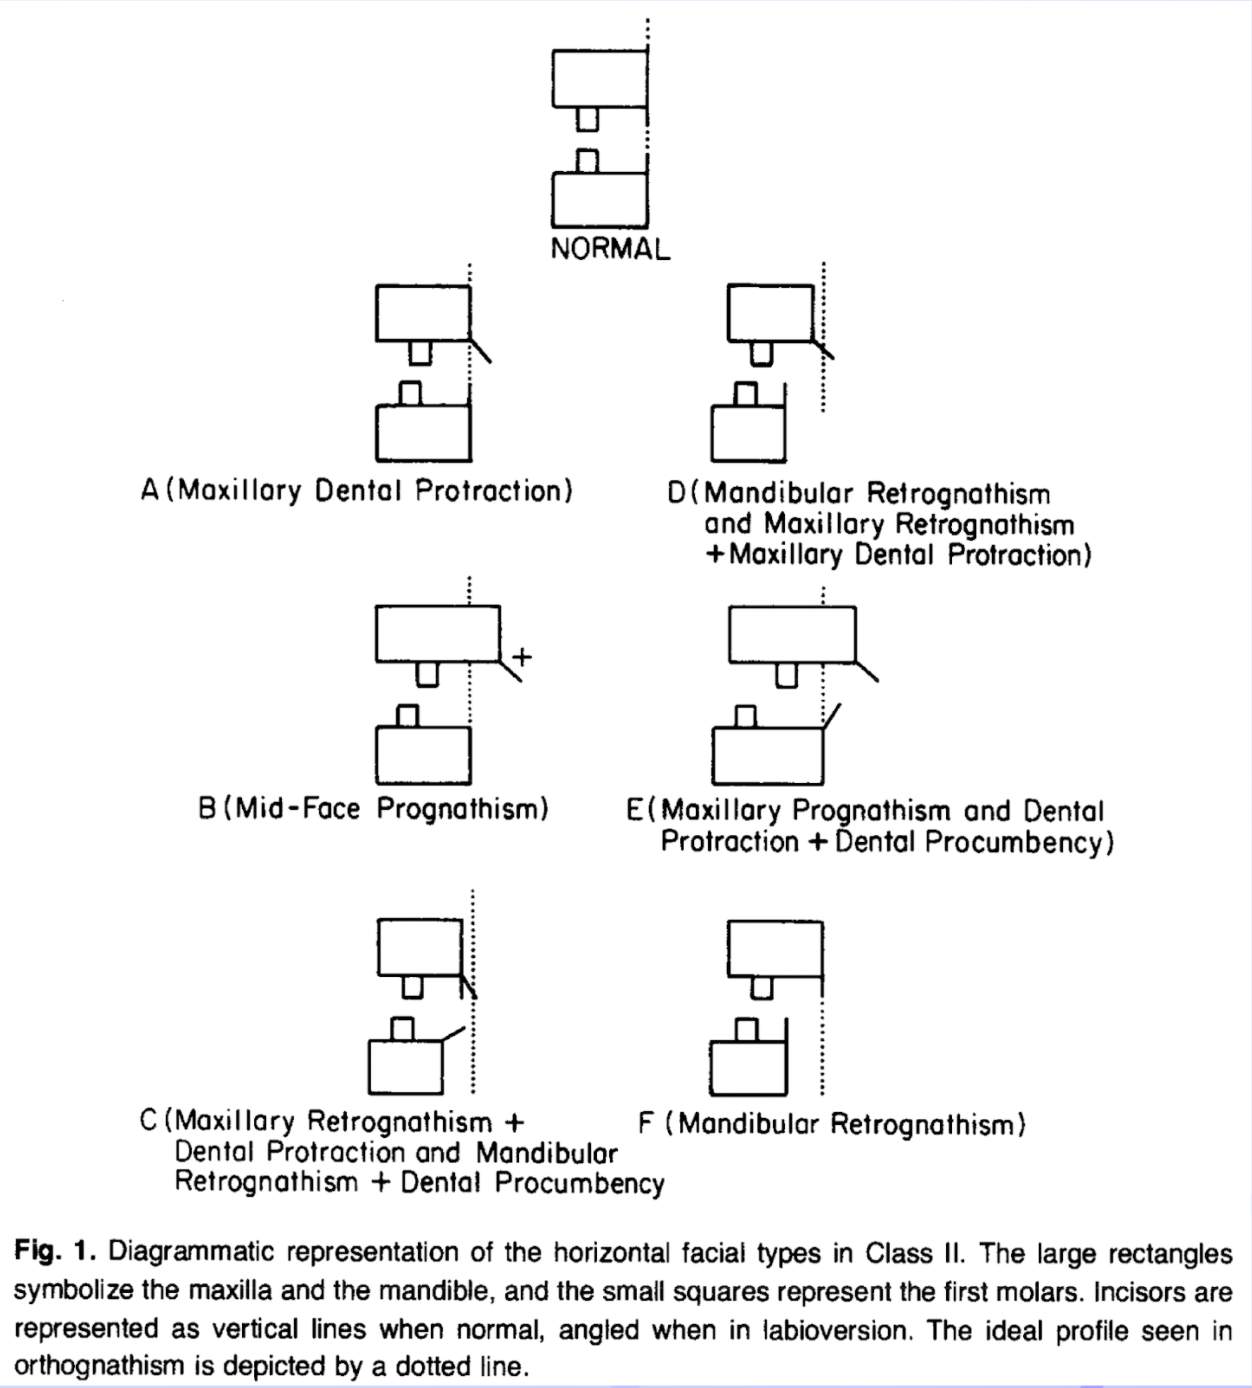 NORMAL
A (Maxillary Dental Protraction)
D (Mandibular Retrognathism
and Maxillary Retrognathism
+Maxillary Dental Protraction)
+
B (Mid-Face Prognathism)
E (Maxillary Prognathism and Dental
Protraction + Dental Procumbency)
C (Maxillary Retrognathism +
Dental Protraction and Mandibular
Retrognathism + Dental Procumbency
F (Mandibular Retrognathism)
Fig. 1. Diagrammatic representation of the horizontal facial types in Class II. The large rectangles
symbolize the maxilla and the mandible, and the small squares represent the first molars. Incisors are
represented as vertical lines when normal, angled when in labioversion. The ideal profile seen in
orthognathism is depicted by a dotted line.